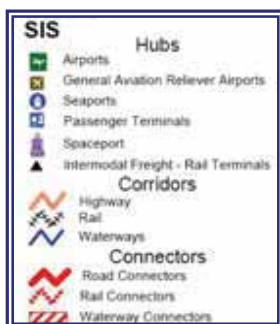 SIS
Hubs
Airports
General Aviation Reliever Airports
Seaports
Passenger Terminals
Spaceport
Intermodal Freight - Rail Terminals
Corridors
Highway
Rail
Waterways
Connectors
Road Connectors
Rail Connectors
Waterway Connectors